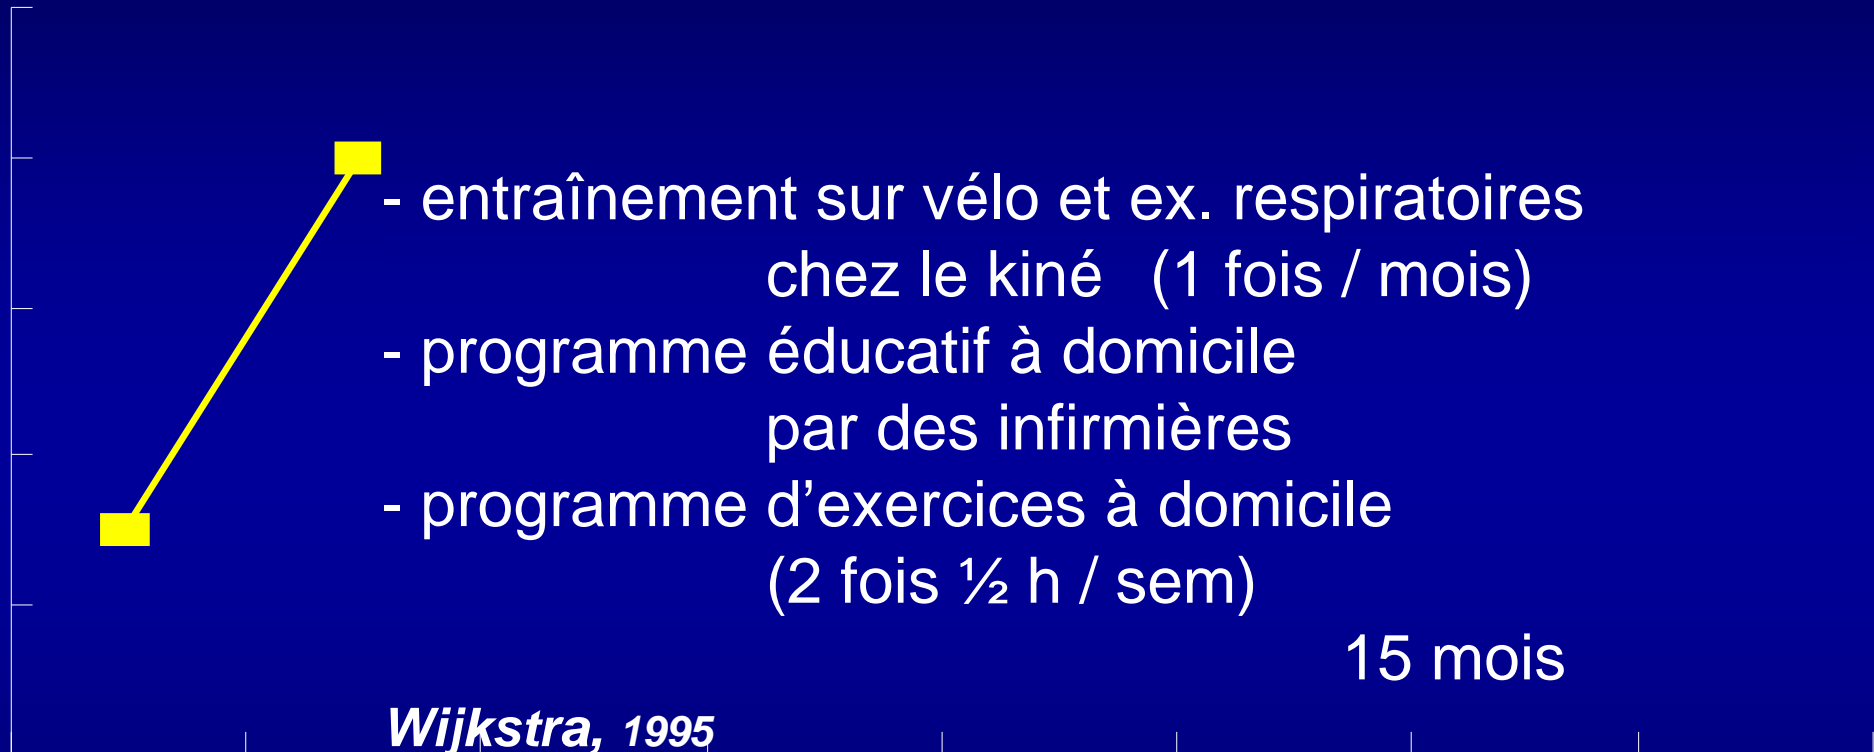 - entraînement sur vélo et ex. respiratoires
chez le kiné (1 fois / mois)
- programme éducatif à domicile
par des infirmières
- programme d’exercices à domicile
(2 fois ½ h / sem)
15 mois
Wijkstra, 1995